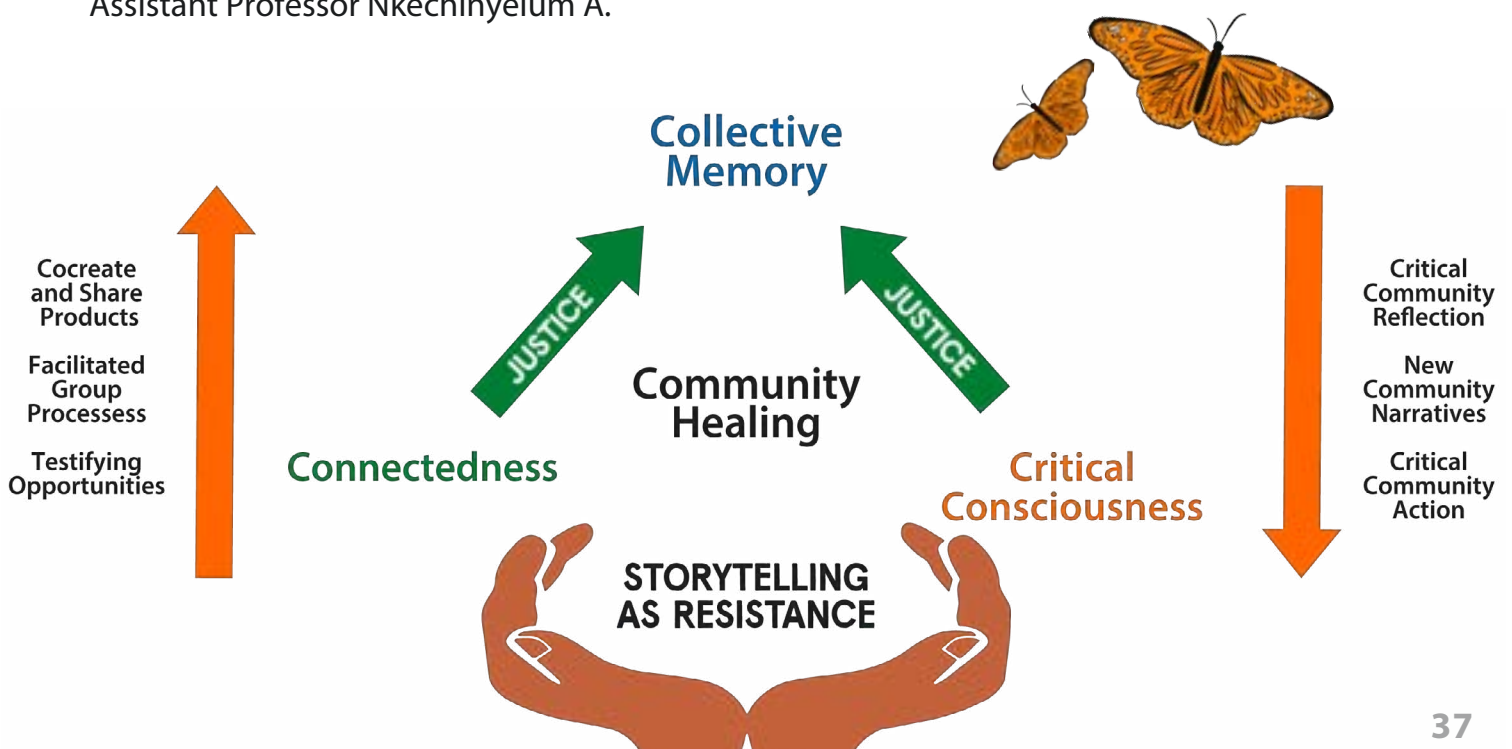 Assistant Professor Nkechinyelum A.
Collective
Memory
Cocreate
and Share
Products
Facilitated
Group
Processess
Testifying
Opportunities
JUSTICE
JUSTICE
Critical
Community
Reflection
New
Community
Narratives
Critical
Community
Action
Community
Healing
Connectedness
Critical
Consciousness
STORYTELLING
AS RESISTANCE
37